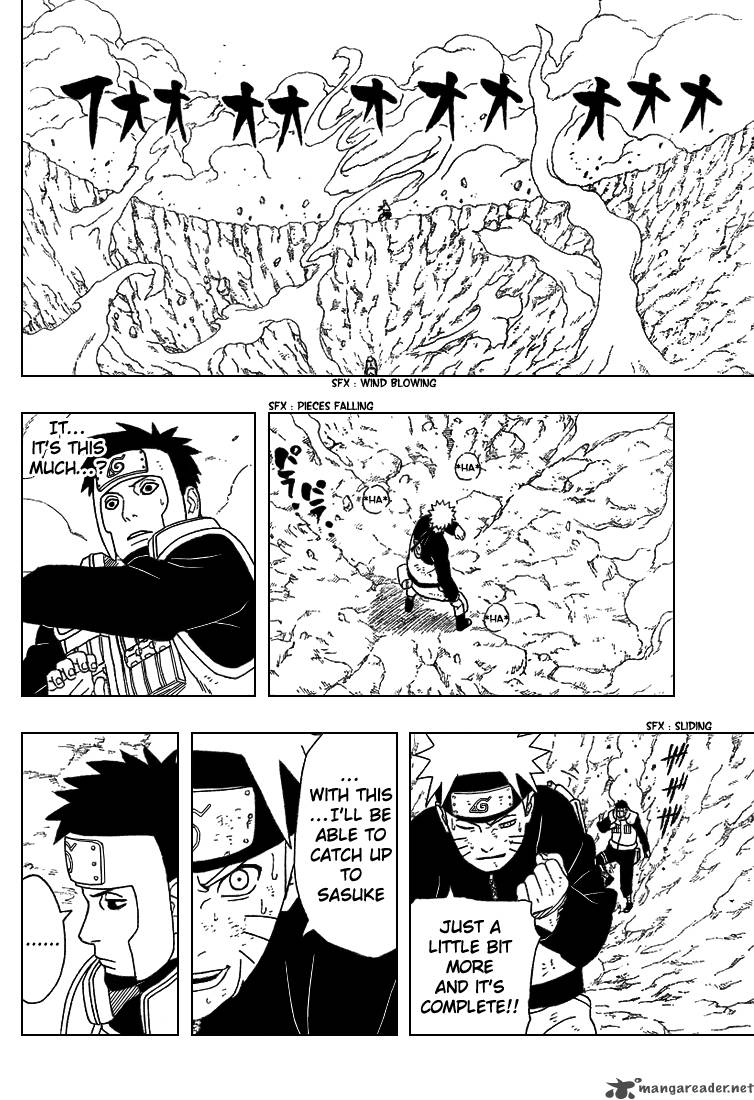 フオオ オオ オ オ オ オオオ
SFX : WIND BLOWING
SFX : PIECES FALLING
*HA*
*HA*
*HA*
IT...
IT'S THIS
MUCH...?
SFX : SLIDING
JUST A
LITTLE BIT
MORE
AND IT'S
COMPLETE!!
...
WITH THIS
...I'LL BE
ABLE TO
CATCH UP
TO
SASUKE
.......
mangareader.net